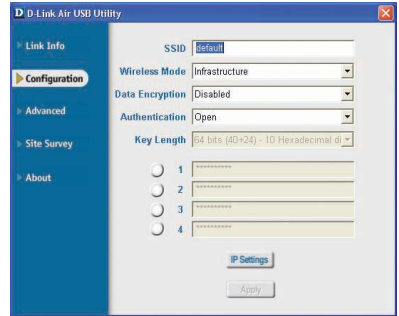 D D-Link Air USB Utility
Link Info
Configuration
Advanced
Site Survey
About
SSID default
Wireless Mode Infrastructure
Data Encryption Disabled
Authentication Open
Key Length 64 bits (40+24) - 10 Hexadecimal di
1 **********
2 **********
3 **********
4 **********
IP Settings
Apply